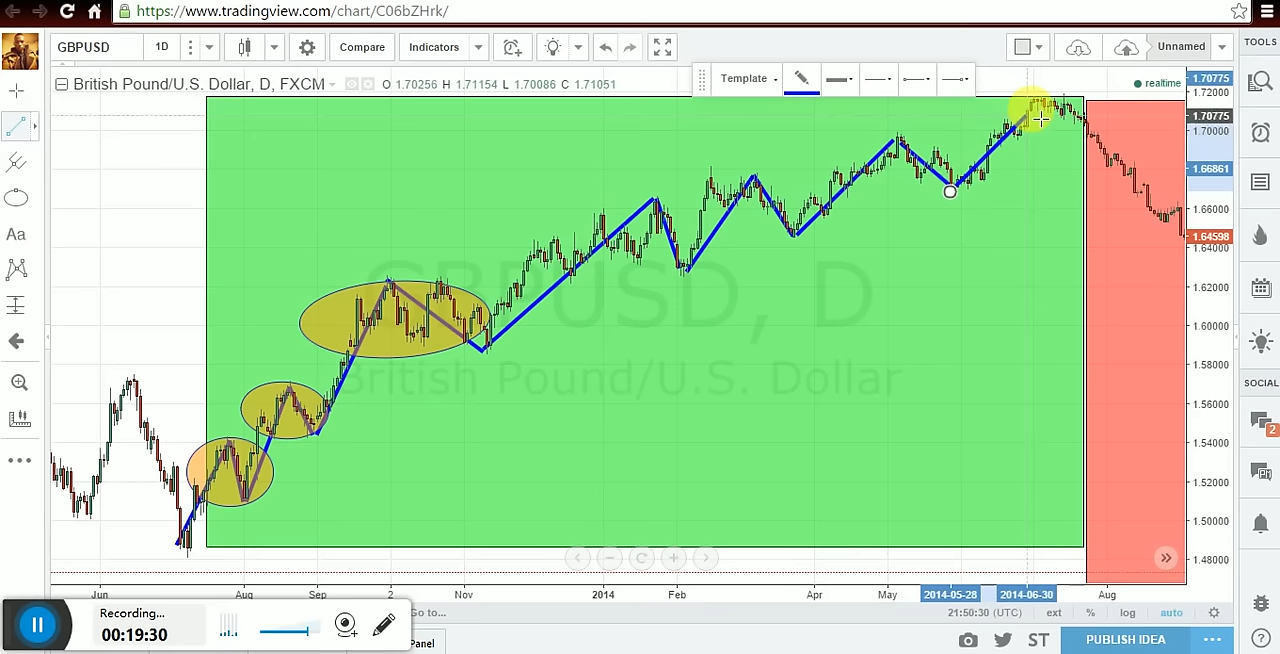 https://www.tradingview.com/chart/C06bZHrk/
GBPUSD 1D Compare Indicators Unnamed TOOLS
British Pound/U.S. Dollar, D, FXCM O 1.70256 H 1.71154 L 1.70086 C 1.71051
Template
realtime
1.70775
1.72000
1.70775
1.70000
1.66861
1.66000
1.64598
1.64000
1.62000
1.60000
1.58000
1.56000
1.54000
1.52000
1.50000
1.48000
Aa
GBPUSD, D
British Pound/U.S. Dollar
SOCIAL
2
Jun Aug Sep 2 Nov 2014 Feb Apr May 2014-05-28 2014-06-30 Aug
Recording...
00:19:30
Go to... 21:50:30 (UTC) ext % log auto
Panel
ST PUBLISH IDEA